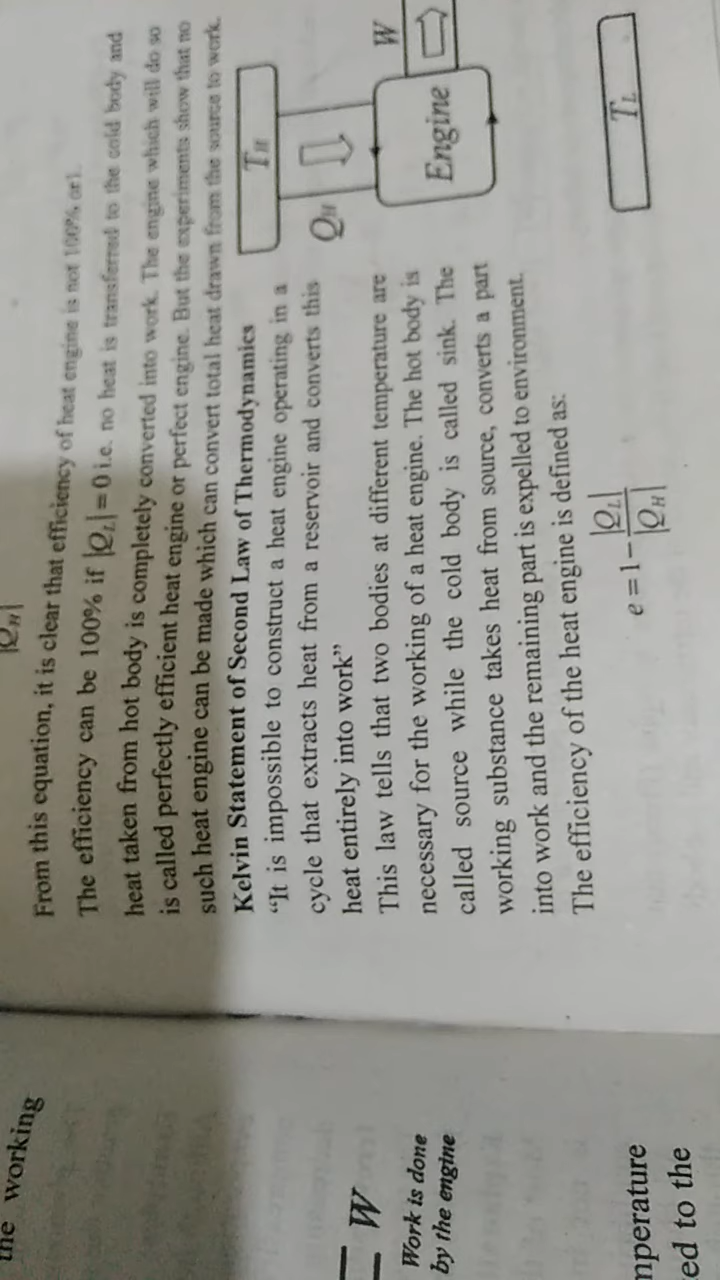 the working
W
Work is done
by the engine
nperature
ed to the
|Q_H|
From this equation, it is clear that efficiency of heat engine is not 100% or 1.
The efficiency can be 100% if |Q_L| = 0 i.e. no heat is transferred to the cold body and
heat taken from hot body is completely converted into work. The engine which will do so
is called perfectly efficient heat engine or perfect engine. But the experiments show that no
such heat engine can be made which can convert total heat drawn from the source to work.
Kelvin Statement of Second Law of Thermodynamics
“It is impossible to construct a heat engine operating in a
cycle that extracts heat from a reservoir and converts this
heat entirely into work”
This law tells that two bodies at different temperature are
necessary for the working of a heat engine. The hot body is
called source while the cold body is called sink. The
working substance takes heat from source, converts a part
into work and the remaining part is expelled to environment.
The efficiency of the heat engine is defined as:
e = 1 - |Q_L| / |Q_H|
T_H
Q_H
W
Engine
T_L